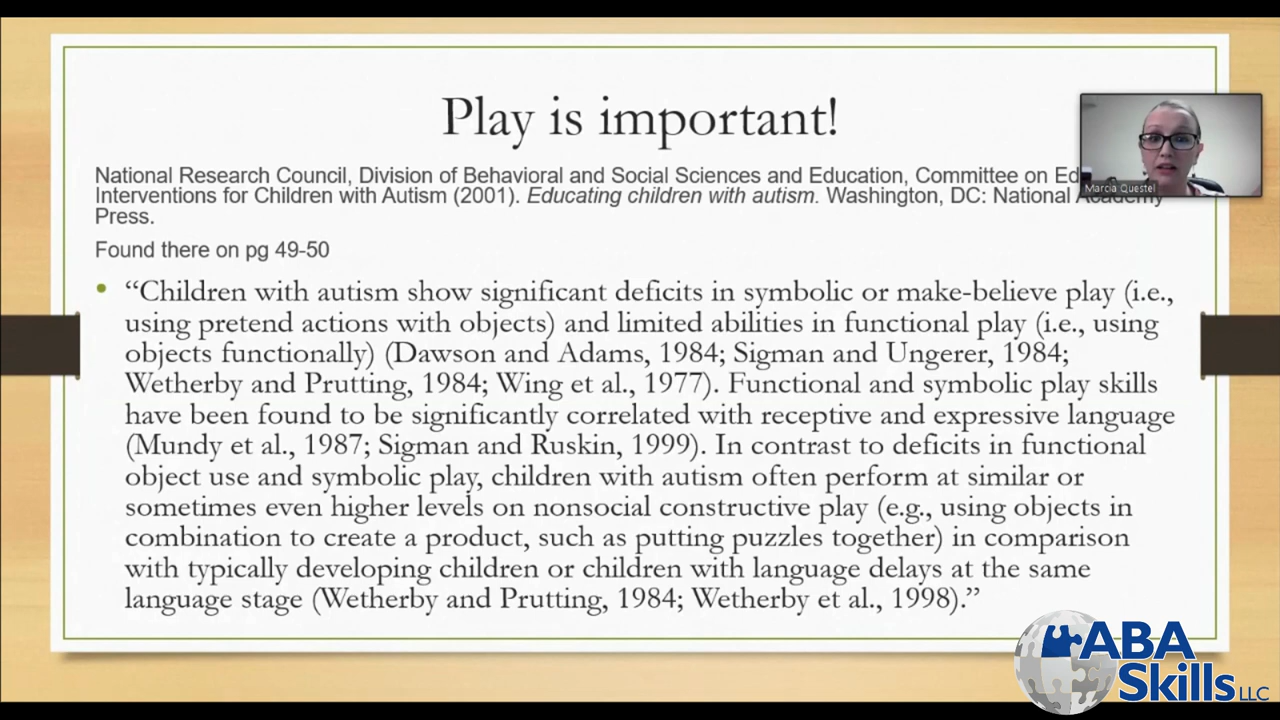 Play is important!
National Research Council, Division of Behavioral and Social Sciences and Education, Committee on Ed
Interventions for Children with Autism (2001). Educating children with autism. Washington, DC: National Academy
Press.
Found there on pg 49-50
• “Children with autism show significant deficits in symbolic or make-believe play (i.e.,
using pretend actions with objects) and limited abilities in functional play (i.e., using
objects functionally) (Dawson and Adams, 1984; Sigman and Ungerer, 1984;
Wetherby and Prutting, 1984; Wing et al., 1977). Functional and symbolic play skills
have been found to be significantly correlated with receptive and expressive language
(Mundy et al., 1987; Sigman and Ruskin, 1999). In contrast to deficits in functional
object use and symbolic play, children with autism often perform at similar or
sometimes even higher levels on nonsocial constructive play (e.g., using objects in
combination to create a product, such as putting puzzles together) in comparison
with typically developing children or children with language delays at the same
language stage (Wetherby and Prutting, 1984; Wetherby et al., 1998).”
Marcia Questel
ABA
Skills LLC